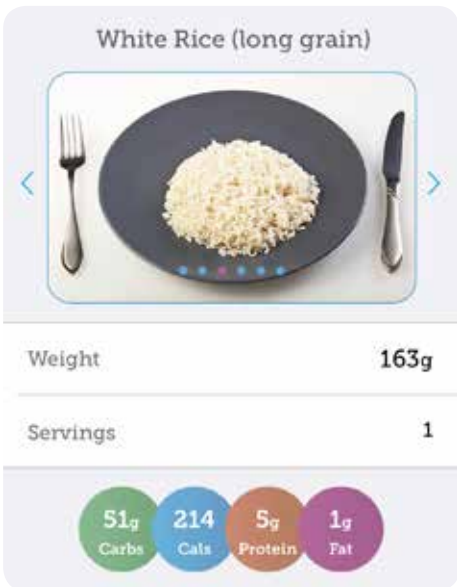 White Rice (long grain)
Weight 163g
Servings 1
51g 214 5g 1g
Carbs Cals Protein Fat